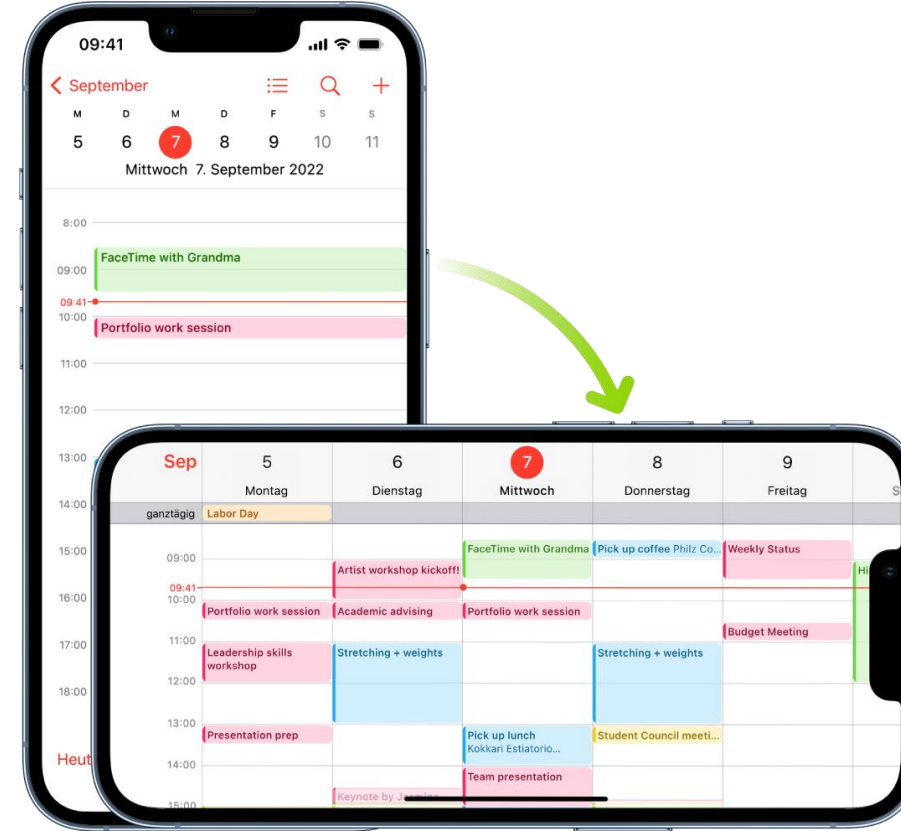 09:41
September
M D M D F S S
5 6 7 8 9 10 11
Mittwoch 7. September 2022
8:00
FaceTime with Grandma
09:00
09:41
10:00
Portfolio work session
11:00
12:00
13:00
14:00
15:00
16:00
17:00
18:00
Heut
Sep 5 6 7 8 9
Montag Dienstag Mittwoch Donnerstag Freitag S
ganztägig Labor Day
FaceTime with Grandma Pick up coffee Philz Co... Weekly Status
09:00
Artist workshop kickoff! Hi
09:41
10:00
Portfolio work session Academic advising Portfolio work session
Budget Meeting
11:00
Leadership skills Stretching + weights Stretching + weights
workshop
12:00
13:00
Presentation prep Pick up lunch Student Council meeti...
Kokkari Estiatorio...
14:00
Team presentation
Keynote by
15:00